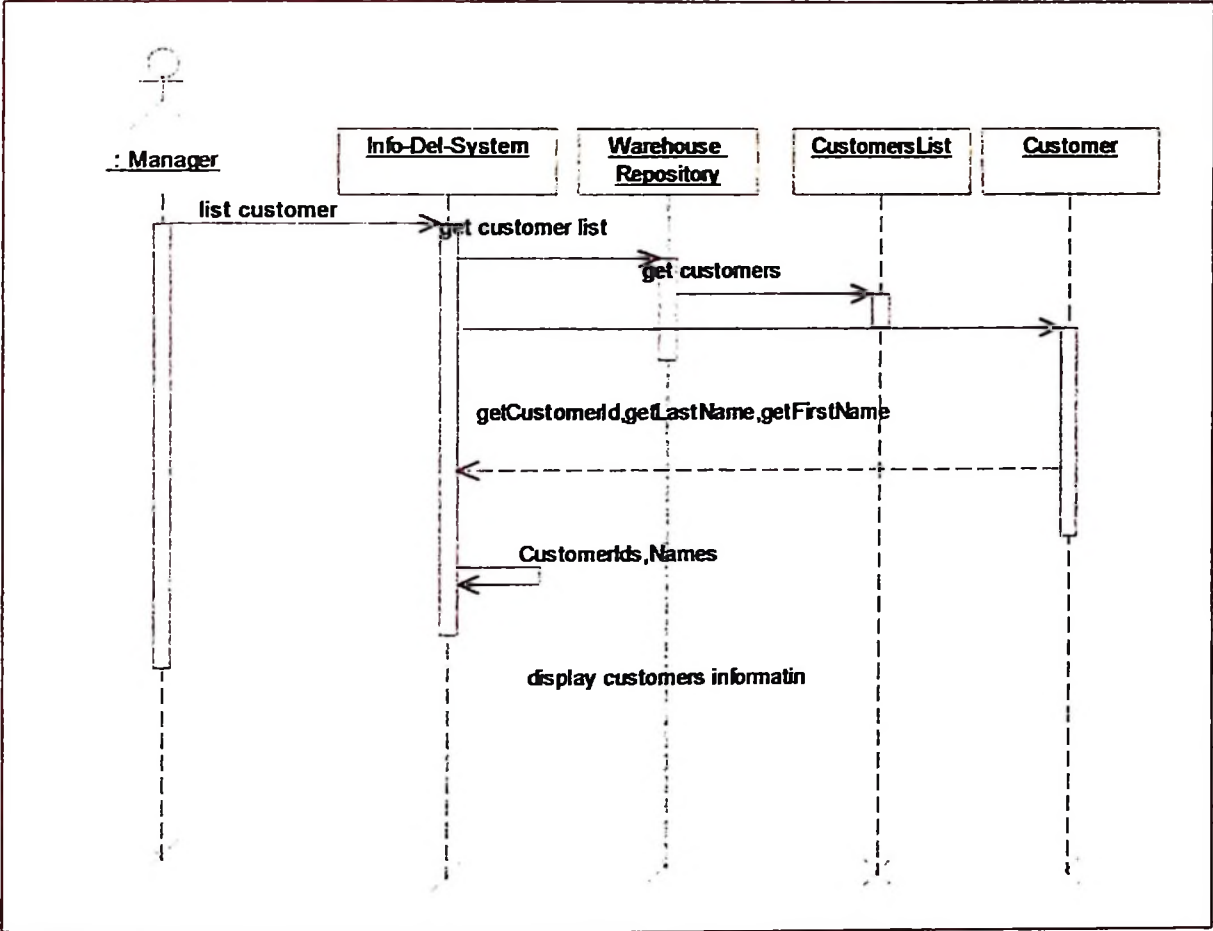 : Manager
Info-Del-System
Warehouse
Repository
CustomersList
Customer
list customer
get customer list
get customers
getCustomerId,getLastName,getFirstName
CustomerIds,Names
display customers informatin